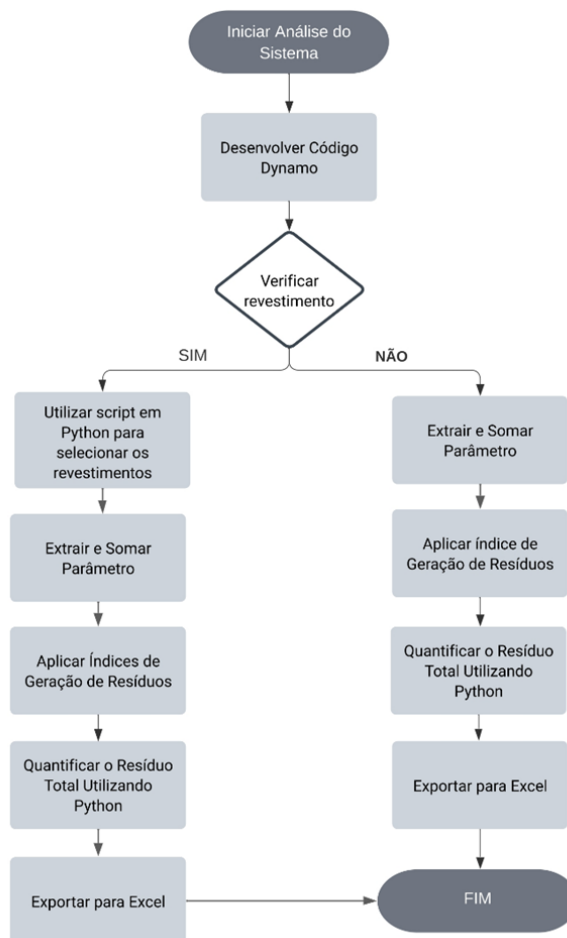 Iniciar Análise do
Sistema
Desenvolver Código
Dynamo
Verificar
revestimento
SIM
NÃO
Utilizar script em
Python para
selecionar os
revestimentos
Extrair e Somar
Parâmetro
Aplicar Índices de
Geração de Resíduos
Quantificar o Resíduo
Total Utilizando
Python
Exportar para Excel
Extrair e Somar
Parâmetro
Aplicar índice de
Geração de Resíduos
Quantificar o Resíduo
Total Utilizando
Python
Exportar para Excel
FIM